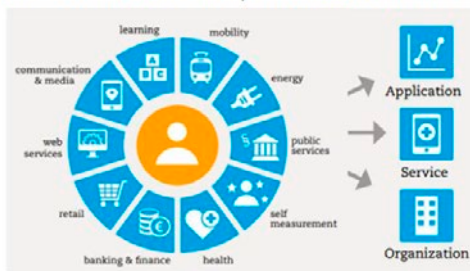 learning
mobility
communication
& media
energy
A
B C
web
services
§
public
services
Application
retail
€
self
measurement
Service
banking & finance
health
Organization